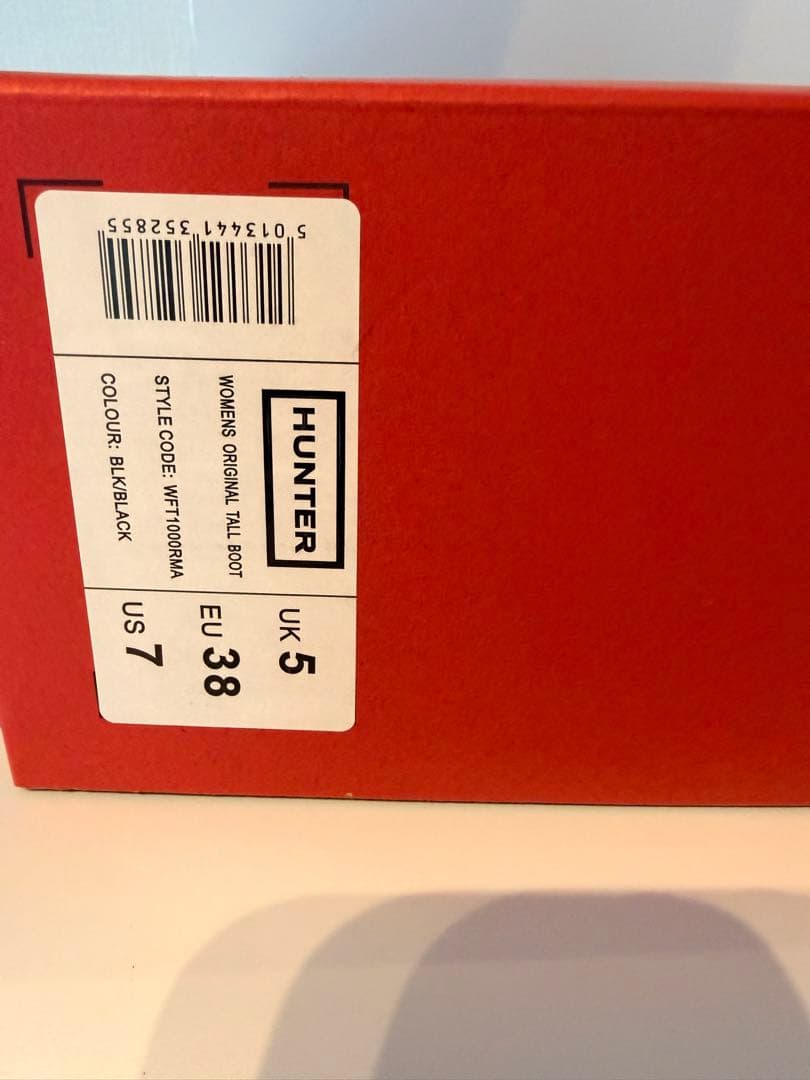 5 013441 352855
HUNTER
WOMENS ORIGINAL TALL BOOT
STYLE CODE: WFT1000RMA
COLOUR: BLK/BLACK
UK 5
EU 38
US 7